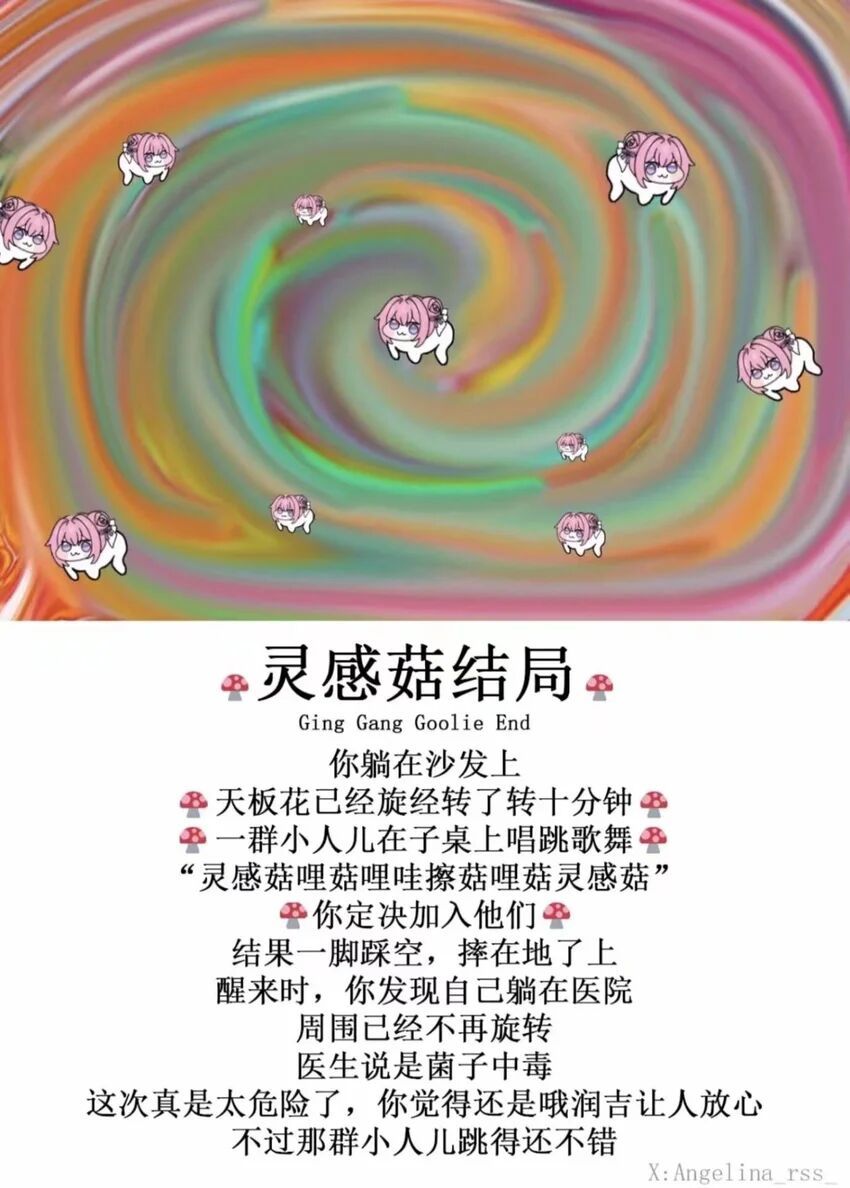 🍄灵感菇结局🍄
Ging Gang Goolie End
你躺在沙发上
🍄天板花已经旋经转了转十分钟🍄
🍄一群小人儿在子桌上唱跳歌舞🍄
“灵感菇哩菇哩哇擦菇哩菇灵感菇”
🍄你定决加入他们🍄
结果一脚踩空，摔在地了上
醒来时，你发现自己躺在医院
周围已经不再旋转
医生说是菌子中毒
这次真是太危险了，你觉得还是哦润吉让人放心
不过那群小人儿跳得还不错
X:Angelina_rss_